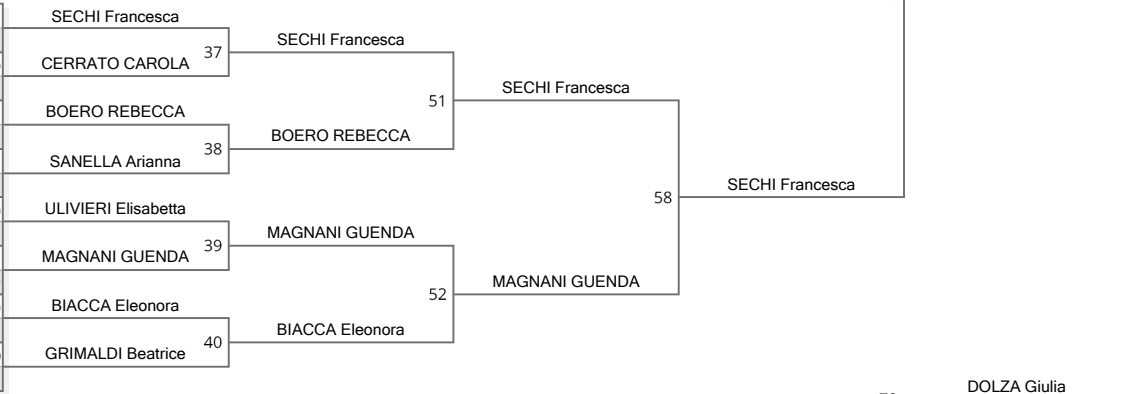 SECHI Francesca
37
CERRATO CAROLA
SECHI Francesca
51
BOERO REBECCA
38
SANELLA Arianna
BOERO REBECCA
SECHI Francesca
58
SECHI Francesca
ULIVIERI Elisabetta
39
MAGNANI GUENDA
MAGNANI GUENDA
52
BIACCA Eleonora
40
GRIMALDI Beatrice
BIACCA Eleonora
MAGNANI GUENDA
DOLZA Giulia